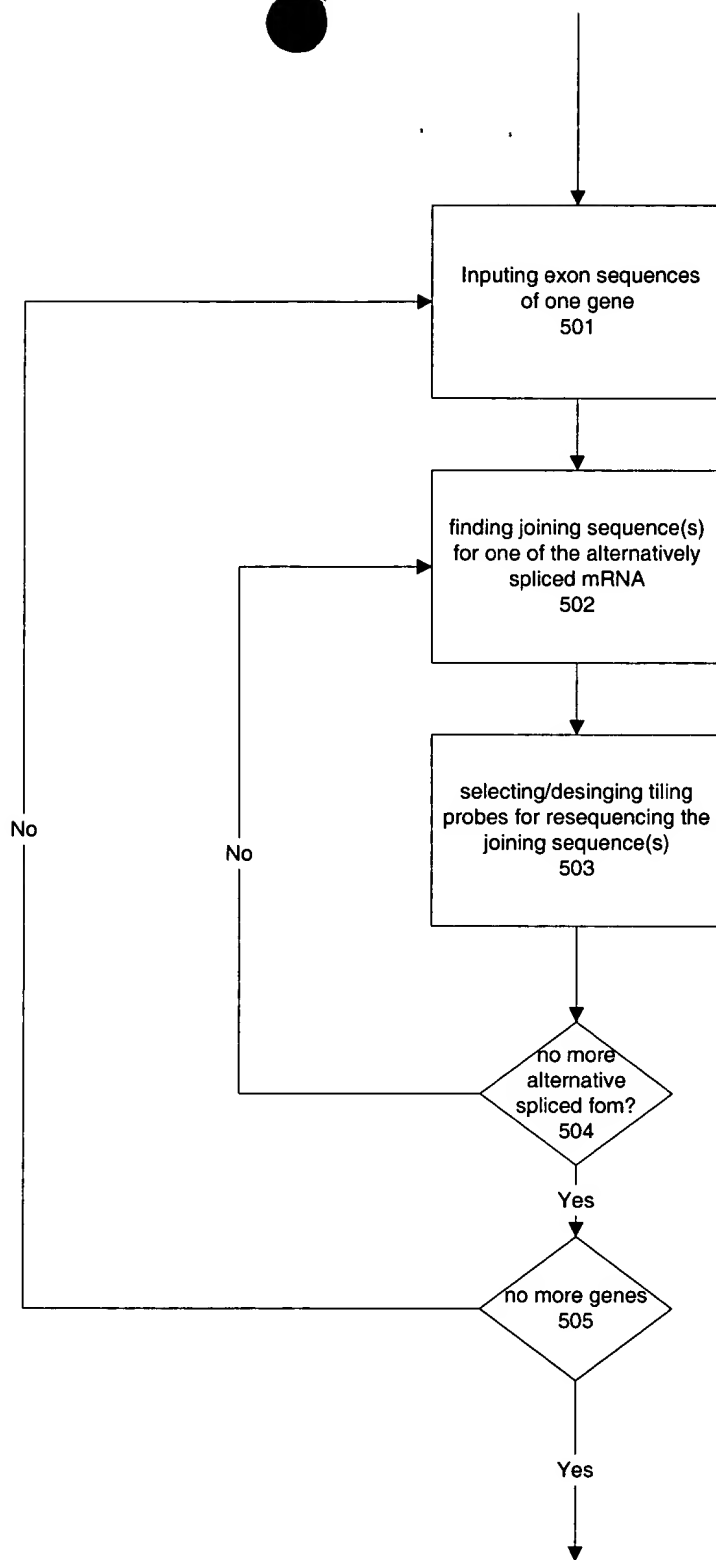 Inputing exon sequences
of one gene
501
finding joining sequence(s)
for one of the alternatively
spliced mRNA
502
selecting/desinging tiling
probes for resequencing the
joining sequence(s)
503
No
No
no more
alternative
spliced fom?
504
Yes
no more genes
505
Yes